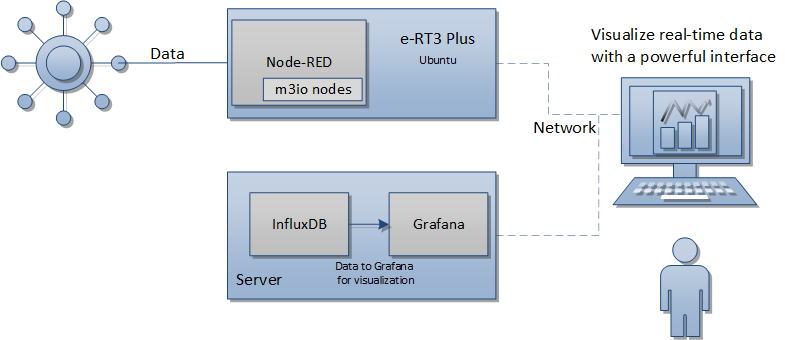 Data
Node-RED
m3io nodes
e-RT3 Plus
Ubuntu
Visualize real-time data
with a powerful interface
Network
InfluxDB
Grafana
Data to Grafana
for visualization
Server